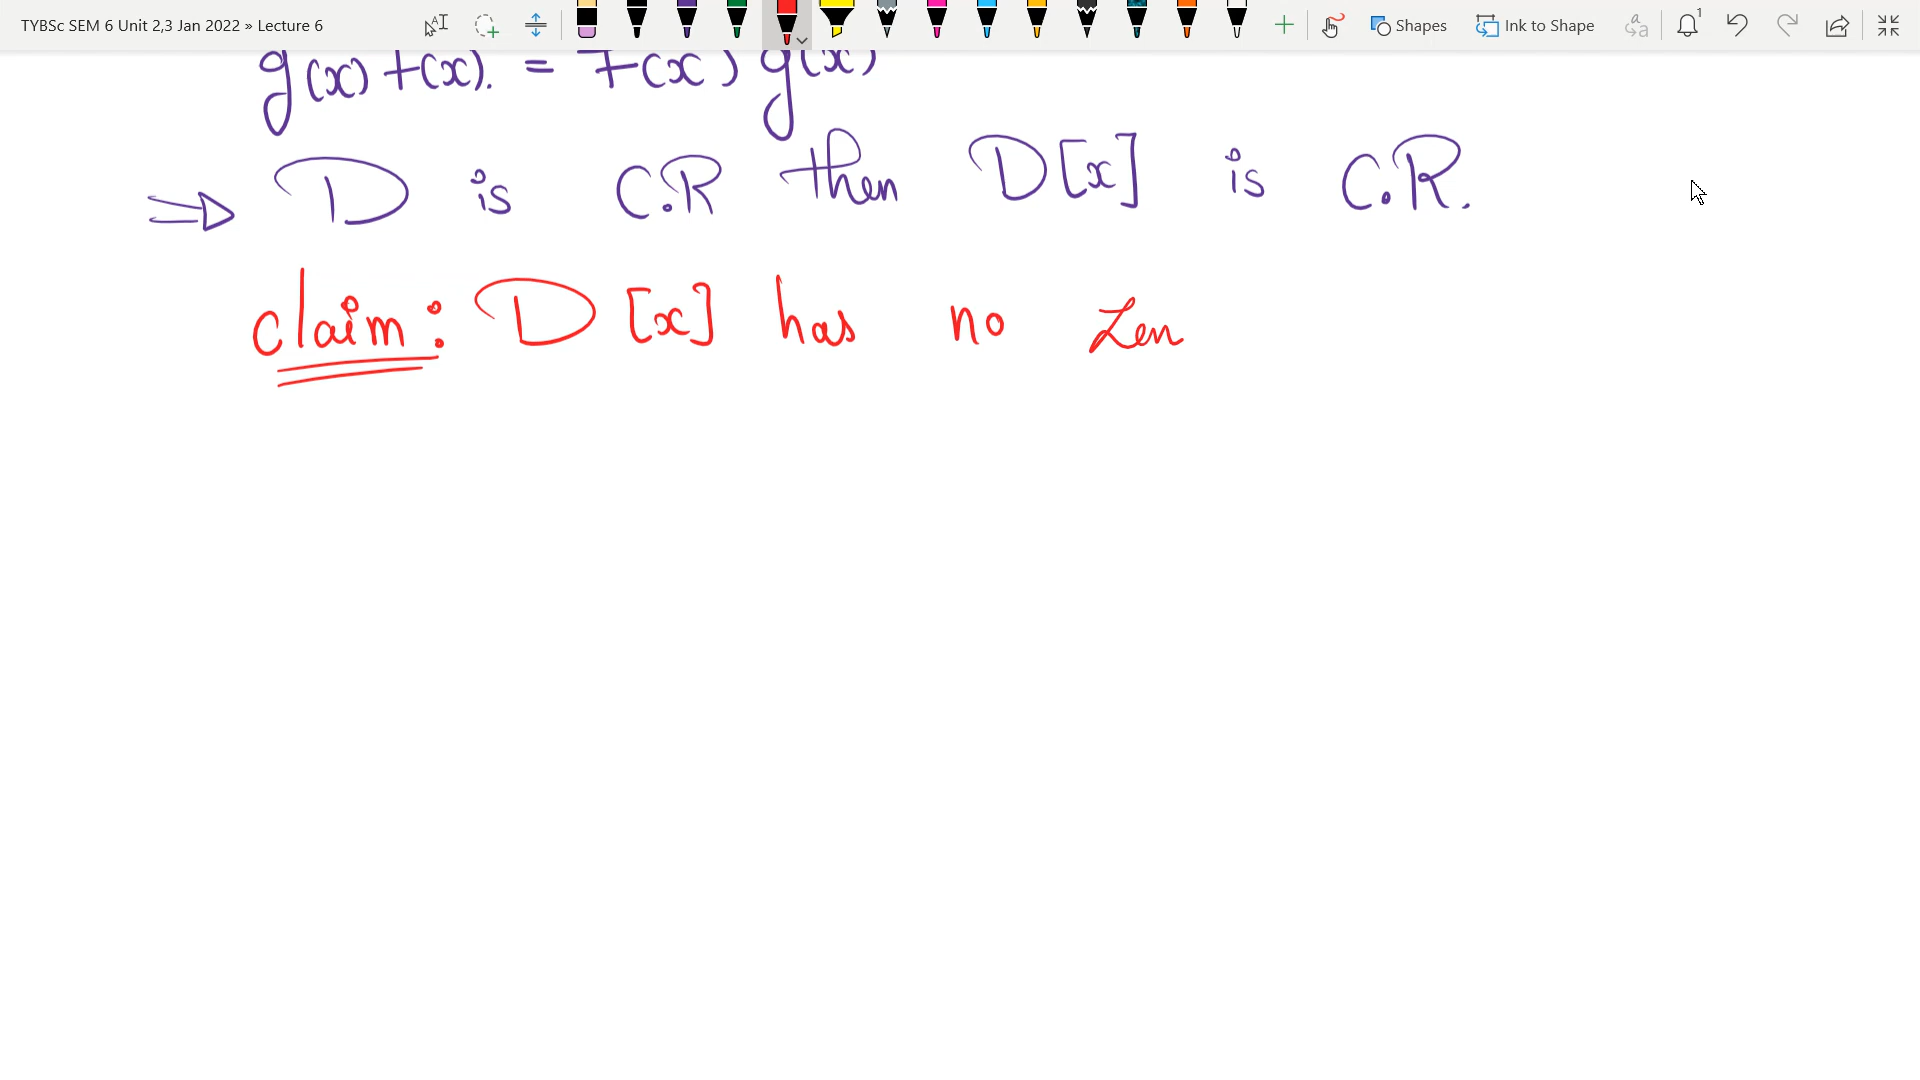 TYBSc SEM 6 Unit 2,3 Jan 2022 » Lecture 6 Shapes Ink to Shape 1
g(x) f(x). = f(x) g(x)
⇒ D is C.R then D[x] is C.R.
claim: D[x] has no